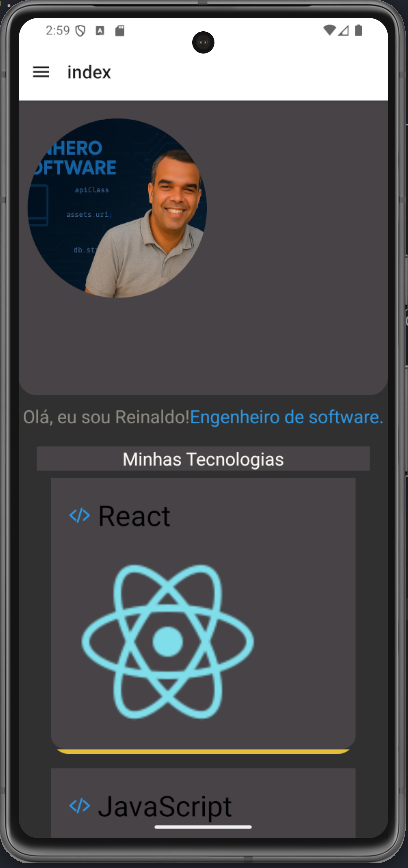 2:59
index
NHERO
OFTWARE
apiClass
assets.uri:
db.st
Olá, eu sou Reinaldo!Engenheiro de software.
Minhas Tecnologias
</> React
</> JavaScript